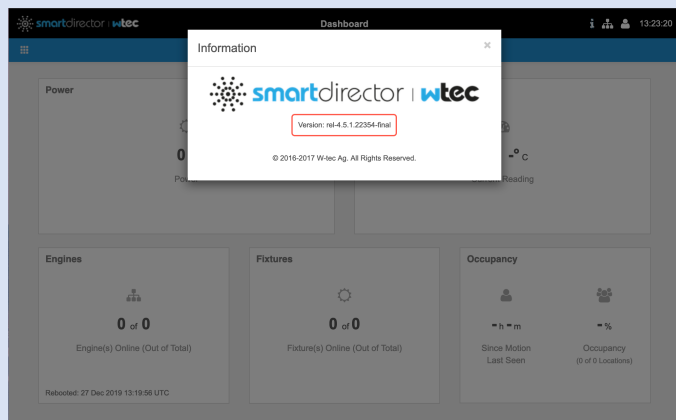 smartdirector | wtec
Dashboard
13:23:20
Information
×
smartdirector | wtec
Version: rel-4.5.1.22354-final
© 2016-2017 W-tec Ag. All Rights Reserved.
Power
0
-° c
Reading
Engines
0 of 0
Engine(s) Online (Out of Total)
Rebooted: 27 Dec 2019 13:19:56 UTC
Fixtures
0 of 0
Fixture(s) Online (Out of Total)
Occupancy
- h - m
Since Motion
Last Seen
- %
Occupancy
(0 of 0 Locations)